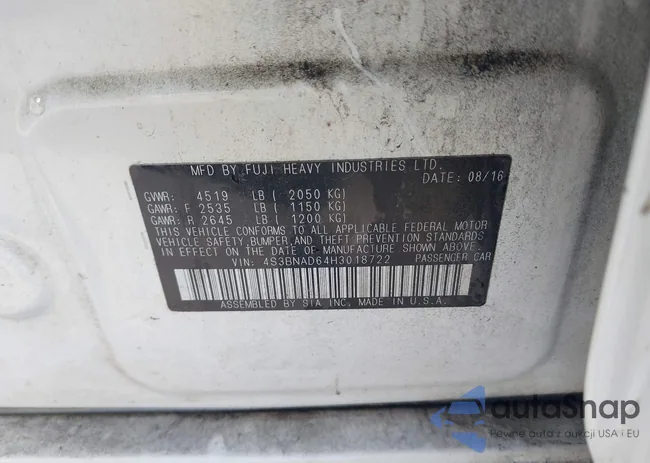 MFD BY FUJI HEAVY INDUSTRIES LTD.
DATE: 08/16
GVWR: 4519 LB ( 2050 KG)
GAWR: F 2535 LB ( 1150 KG)
GAWR: R 2645 LB ( 1200 KG)
THIS VEHICLE CONFORMS TO ALL APPLICABLE FEDERAL MOTOR
VEHICLE SAFETY,BUMPER,AND THEFT PREVENTION STANDARDS
IN EFFECT ON THE DATE OF MANUFACTURE SHOWN ABOVE.
VIN: 4S3BNAD64H3018722 PASSENGER CAR
ASSEMBLED BY SIA INC, MADE IN U.S.A.
autoSnap
Pewne auta z aukcji USA i EU